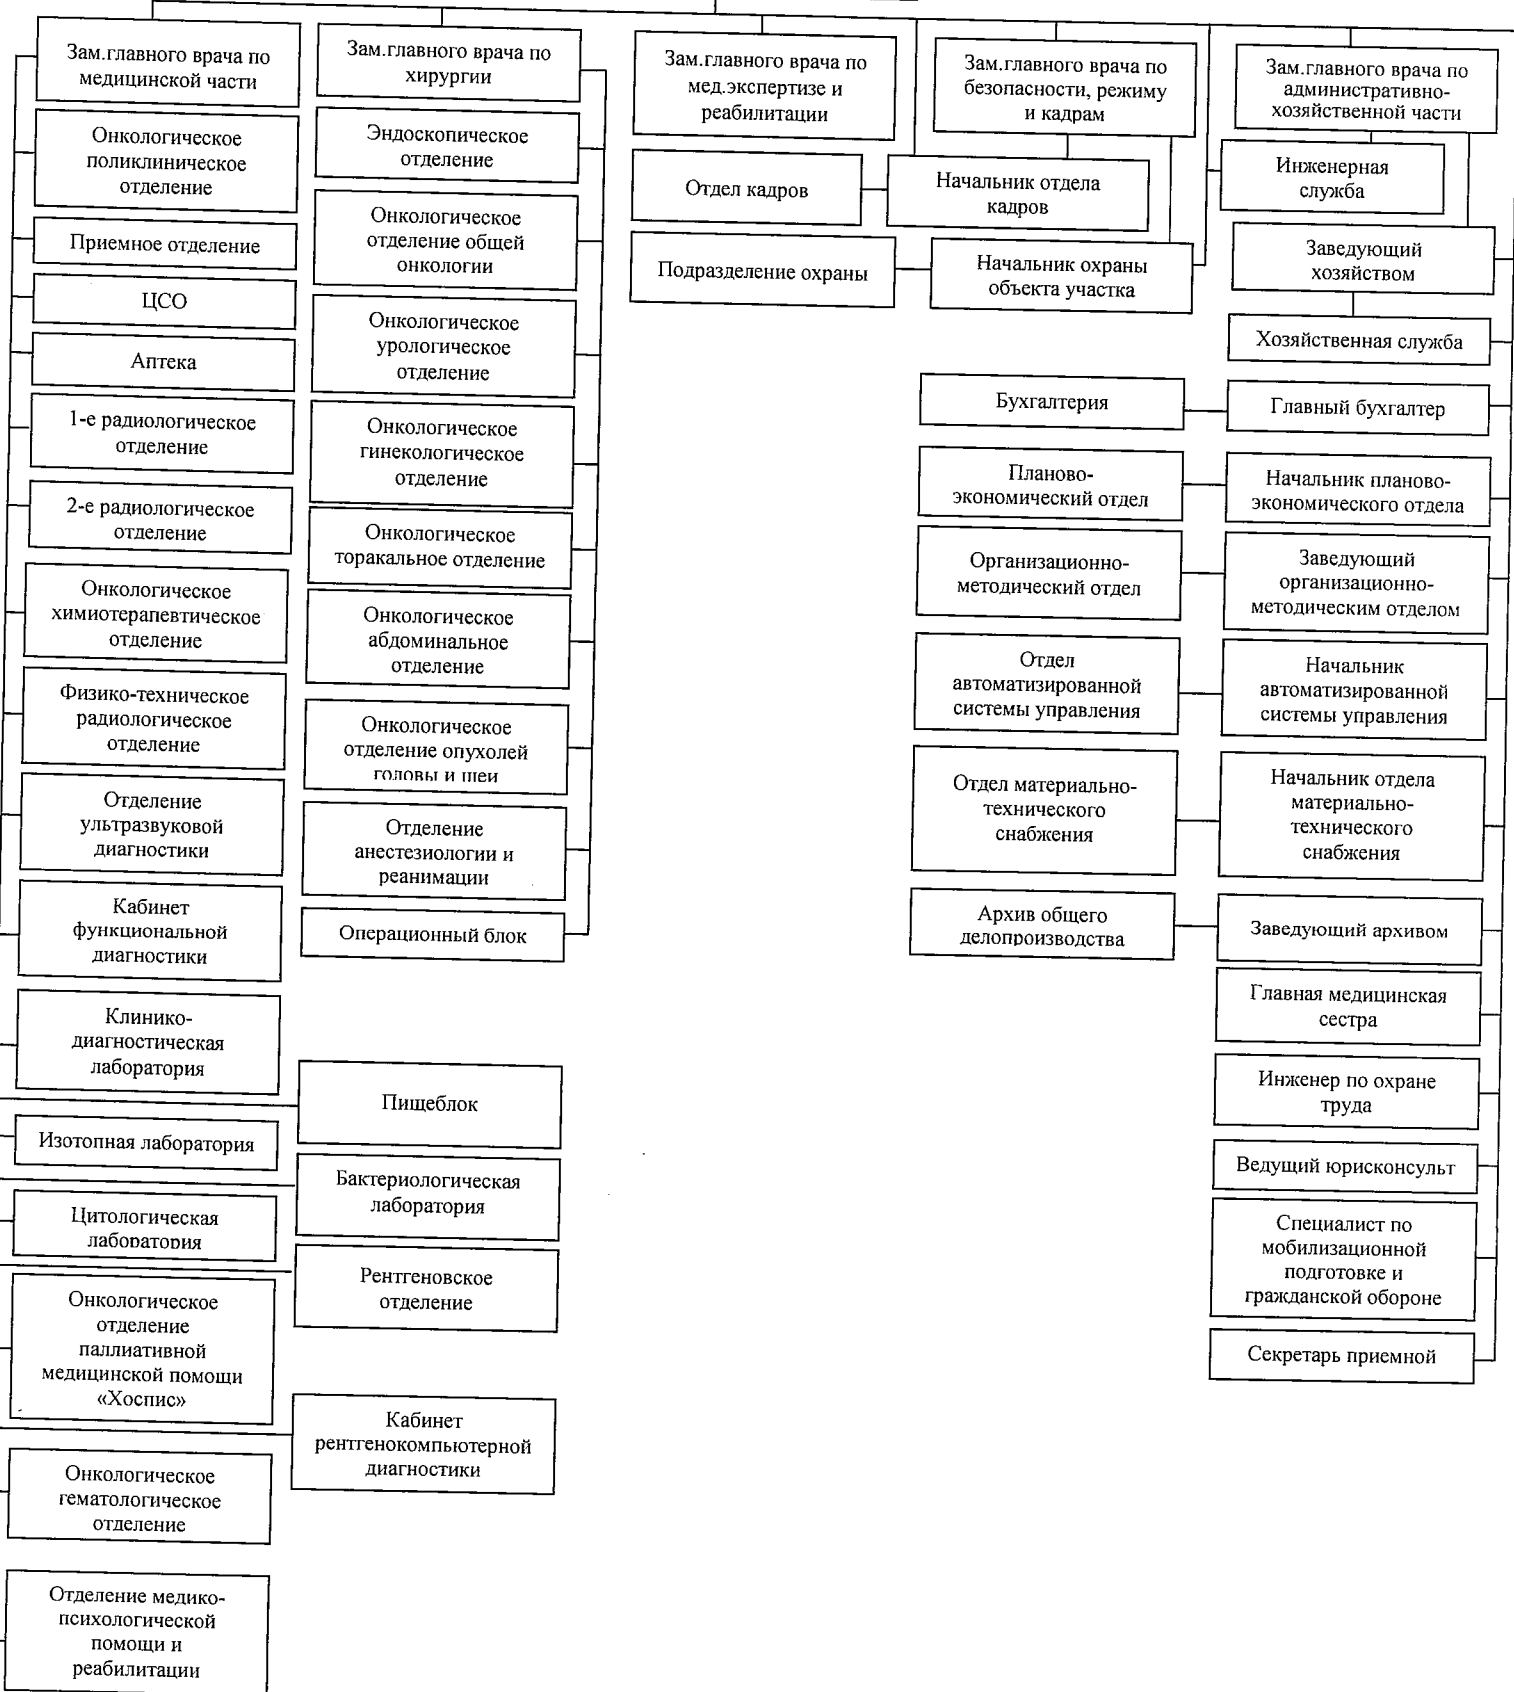 Зам.главного врача по
медицинской части
Онкологическое
поликлиническое
отделение
Приемное отделение
ЦСО
Аптека
1-е радиологическое
отделение
2-е радиологическое
отделение
Онкологическое
химиотерапевтическое
отделение
Физико-техническое
радиологическое
отделение
Отделение
ультразвуковой
диагностики
Кабинет
функциональной
диагностики
Клинико-
диагностическая
лаборатория
Изотопная лаборатория
Цитологическая
лаборатория
Онкологическое
отделение
паллиативной
медицинской помощи
«Хоспис»
Онкологическое
гематологическое
отделение
Отделение медико-
психологической
помощи и
реабилитации
Зам.главного врача по
хирургии
Эндоскопическое
отделение
Онкологическое
отделение общей
онкологии
Онкологическое
урологическое
отделение
Онкологическое
гинекологическое
отделение
Онкологическое
торакальное отделение
Онкологическое
абдоминальное
отделение
Онкологическое
отделение опухолей
головы и шеи
Отделение
анестезиологии и
реанимации
Операционный блок
Пищеблок
Бактериологическая
лаборатория
Рентгеновское
отделение
Кабинет
рентгенокомпьютерной
диагностики
Зам.главного врача по
мед.экспертизе и
реабилитации
Отдел кадров
Подразделение охраны
Зам.главного врача по
безопасности, режиму
и кадрам
Начальник отдела
кадров
Начальник охраны
объекта участка
Бухгалтерия
Планово-
экономический отдел
Организационно-
методический отдел
Отдел
автоматизированной
системы управления
Отдел материально-
технического
снабжения
Архив общего
делопроизводства
Зам.главного врача по
административно-
хозяйственной части
Инженерная
служба
Заведующий
хозяйством
Хозяйственная служба
Главный бухгалтер
Начальник планово-
экономического отдела
Заведующий
организационно-
методическим отделом
Начальник
автоматизированной
системы управления
Начальник отдела
материально-
технического
снабжения
Заведующий архивом
Главная медицинская
сестра
Инженер по охране
труда
Ведущий юрисконсульт
Специалист по
мобилизационной
подготовке и
гражданской обороне
Секретарь приемной